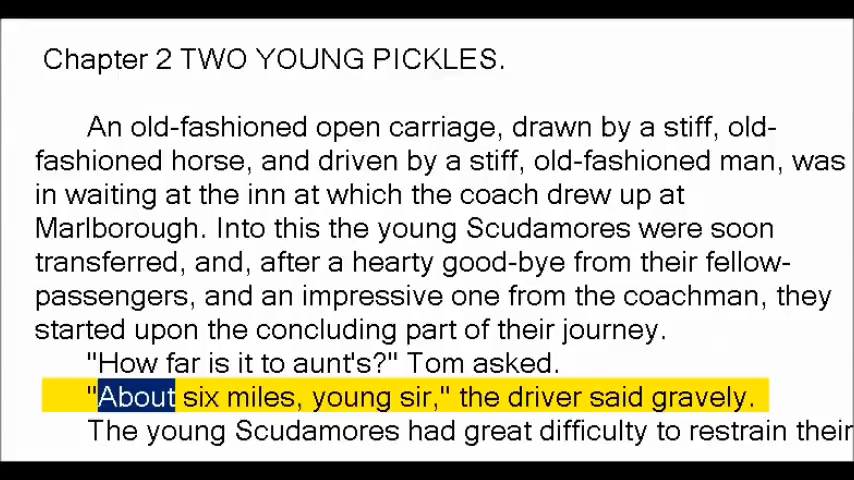 Chapter 2 TWO YOUNG PICKLES.
An old-fashioned open carriage, drawn by a stiff, old-
fashioned horse, and driven by a stiff, old-fashioned man, was
in waiting at the inn at which the coach drew up at
Marlborough. Into this the young Scudamores were soon
transferred, and, after a hearty good-bye from their fellow-
passengers, and an impressive one from the coachman, they
started upon the concluding part of their journey.
"How far is it to aunt's?" Tom asked.
"About six miles, young sir," the driver said gravely.
The young Scudamores had great difficulty to restrain their